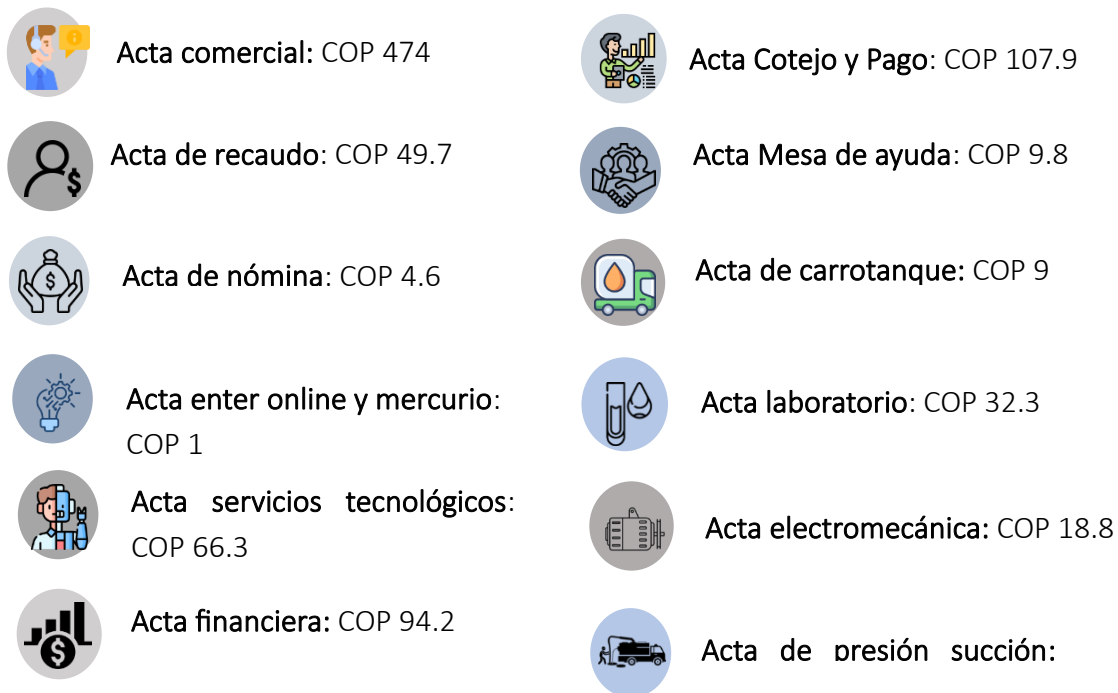 Acta comercial: COP 474
Acta de recaudo: COP 49.7
Acta de nómina: COP 4.6
Acta enter online y mercurio:
COP 1
Acta servicios tecnológicos:
COP 66.3
Acta financiera: COP 94.2
Acta Cotejo y Pago: COP 107.9
Acta Mesa de ayuda: COP 9.8
Acta de carrotanque: COP 9
Acta laboratorio: COP 32.3
Acta electromecánica: COP 18.8
Acta de presión succión: